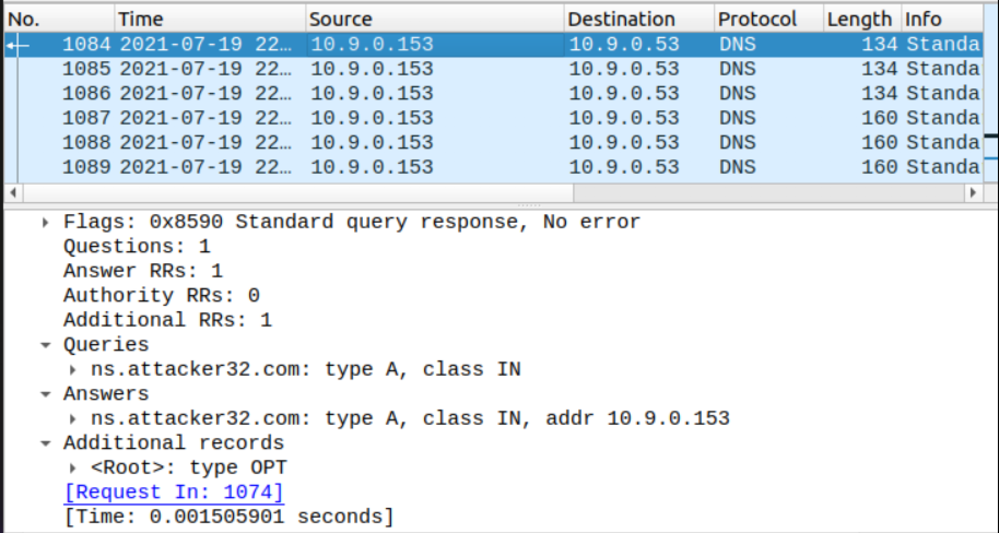 No. Time Source Destination Protocol Length Info
1084 2021-07-19 22… 10.9.0.153 10.9.0.53 DNS 134 Standa
1085 2021-07-19 22… 10.9.0.153 10.9.0.53 DNS 134 Standa
1086 2021-07-19 22… 10.9.0.153 10.9.0.53 DNS 134 Standa
1087 2021-07-19 22… 10.9.0.153 10.9.0.53 DNS 160 Standa
1088 2021-07-19 22… 10.9.0.153 10.9.0.53 DNS 160 Standa
1089 2021-07-19 22… 10.9.0.153 10.9.0.53 DNS 160 Standa
Flags: 0x8590 Standard query response, No error
Questions: 1
Answer RRs: 1
Authority RRs: 0
Additional RRs: 1
Queries
ns.attacker32.com: type A, class IN
Answers
ns.attacker32.com: type A, class IN, addr 10.9.0.153
Additional records
<Root>: type OPT
[Request In: 1074]
[Time: 0.001505901 seconds]